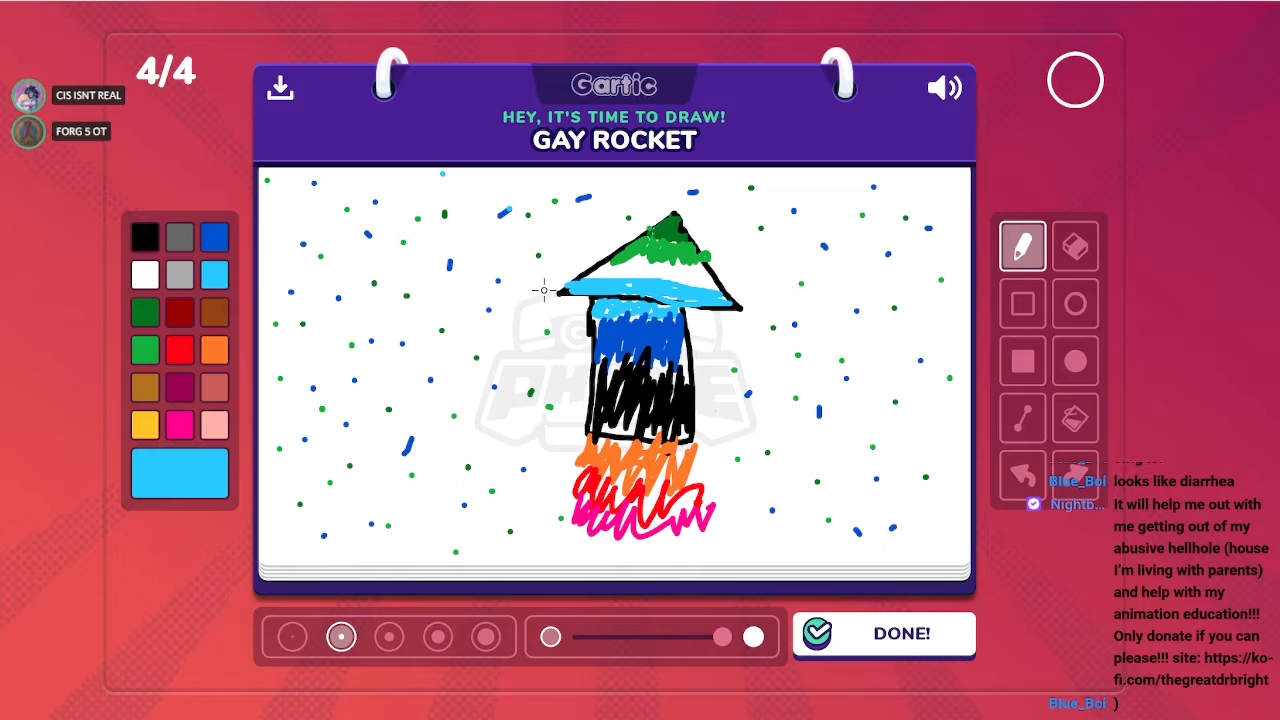 4/4
CIS ISNT REAL
FORG 5 OT
Gartic
HEY, IT'S TIME TO DRAW!
GAY ROCKET
DONE!
Blue_Boi looks like diarrhea
Nightb... It will help me out with
me getting out of my
abusive hellhole (house
I'm living with parents)
and help with my
animation education!!!
Only donate if you can
please!!! site: https://ko-
fi.com/thegreatdrbright
Blue_Boi )